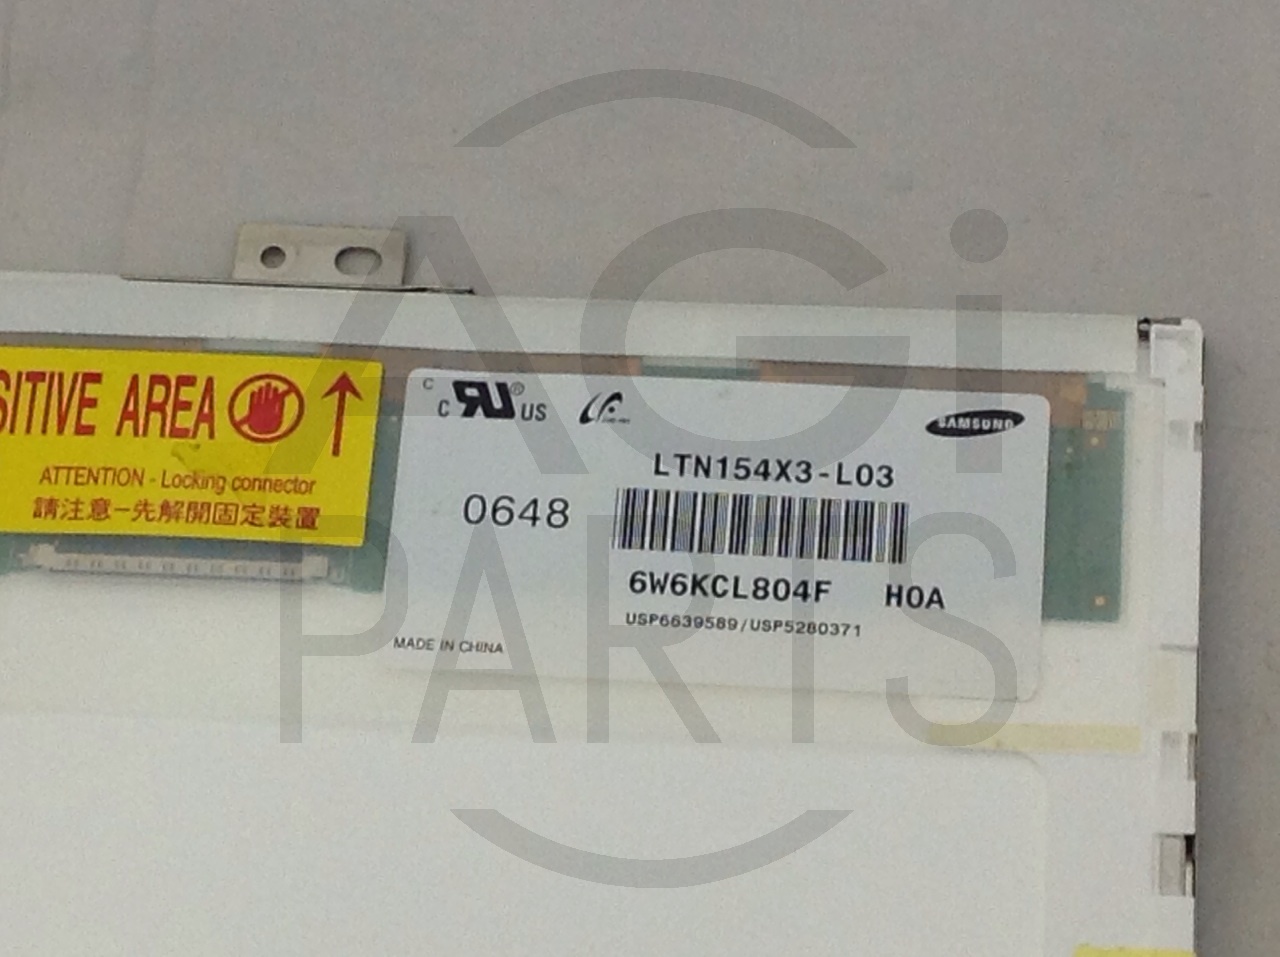 SITIVE AREA
ATTENTION - Locking connector
請注意-先解開固定裝置
C
C RU® US
SAMSUNG
LTN154X3-L03
0648
6W6KCL804F H0A
USP6639589/USP5280371
MADE IN CHINA
AGi
PARTS